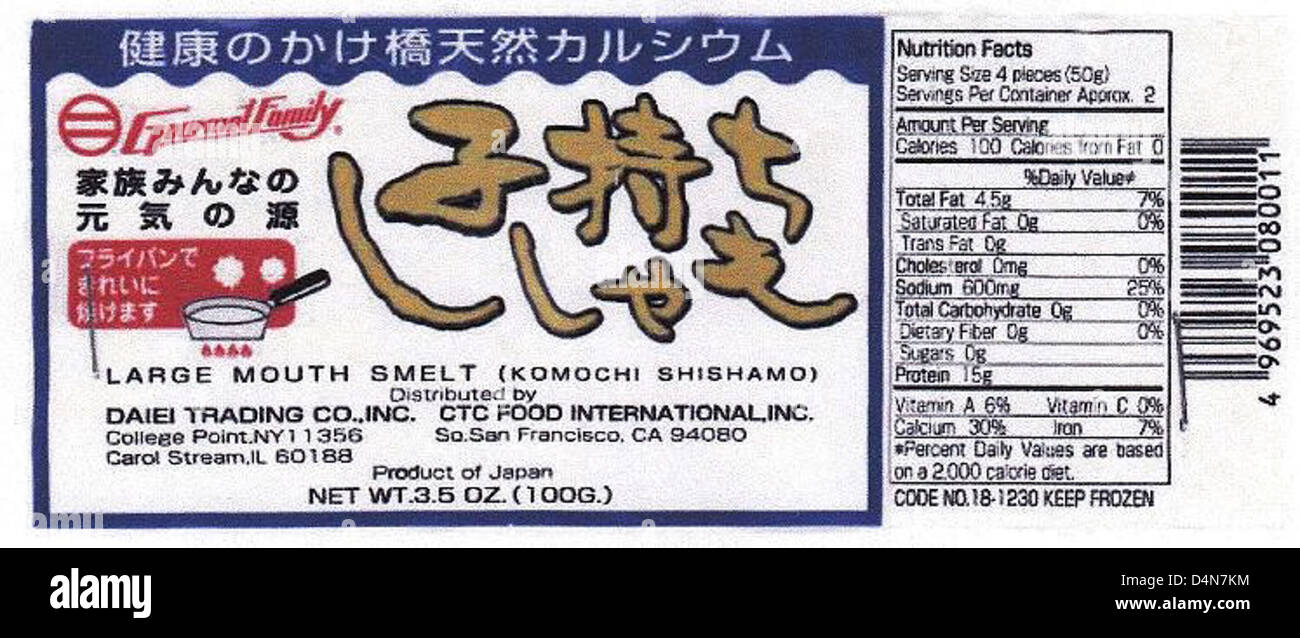 健康のかけ橋天然カルシウム
Gourmet Family®
家族みんなの
元気の源
フライパンで
きれいに
焼けます
子持ち
ししゃも
LARGE MOUTH SMELT (KOMOCHI SHISHAMO)
Distributed by
DAIEI TRADING CO.,INC. CTC FOOD INTERNATIONAL,INC.
College Point.NY11356 So.San Francisco. CA 94080
Carol Stream,IL 60188
Product of Japan
NET WT.3.5 OZ.(100G.)
Nutrition Facts
Serving Size 4 pieces (50g)
Servings Per Container Approx. 2
Amount Per Serving
Calories 100 Calories from Fat 0
%Daily Value*
Total Fat 4.5g 7%
Saturated Fat 0g 0%
Trans Fat 0g
Cholesterol 0mg 0%
Sodium 600mg 25%
Total Carbohydrate 0g 0%
Dietary Fiber 0g 0%
Sugars 0g
Protein 15g
Vitamin A 6% Vitamin C 0%
Calcium 30% Iron 7%
*Percent Daily Values are based
on a 2.000 calorie diet.
CODE NO.18-1230 KEEP FROZEN
4 969523 080011
alamy
Image ID: D4N7KM
www.alamy.com